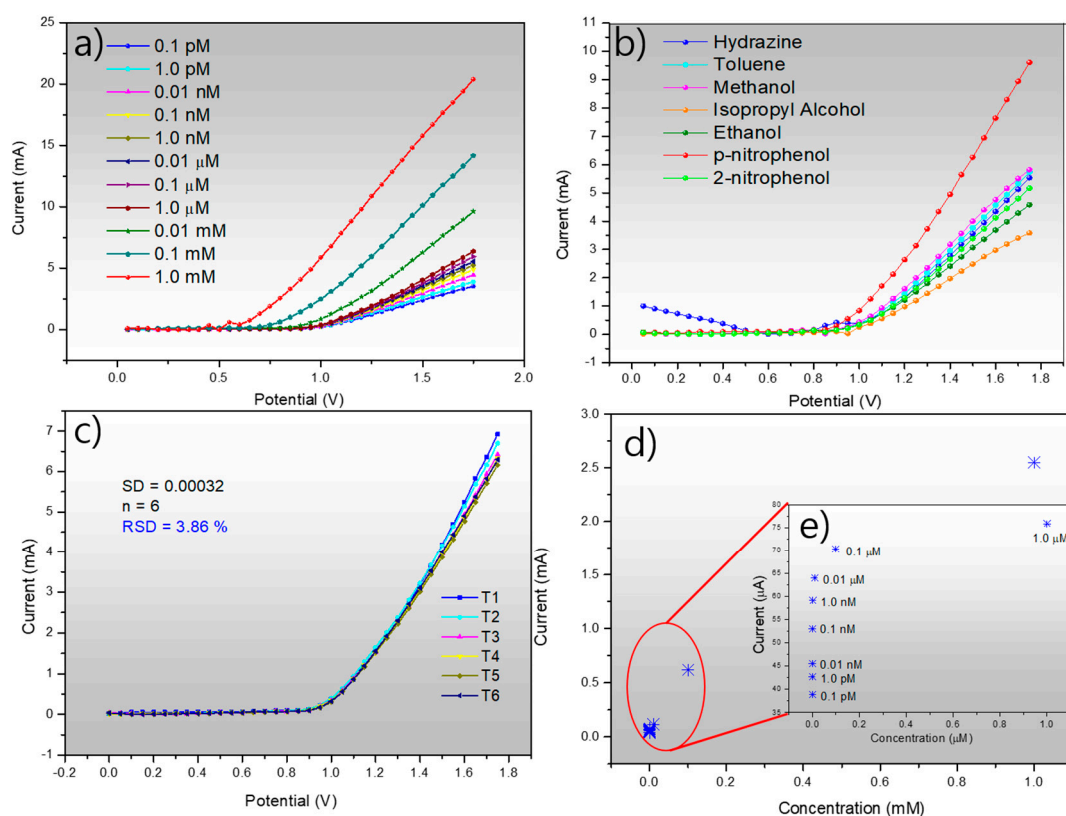 a)
25
20
15
10
5
0
Current (mA)
0.1 pM
1.0 pM
0.01 nM
0.1 nM
1.0 nM
0.01 μM
0.1 μM
1.0 μM
0.01 mM
0.1 mM
1.0 mM
0.0 0.5 1.0 1.5 2.0
Potential (V)
b)
11
10
9
8
7
6
5
4
3
2
1
0
-1
Current (mA)
Hydrazine
Toluene
Methanol
Isopropyl Alcohol
Ethanol
p-nitrophenol
2-nitrophenol
0.0 0.2 0.4 0.6 0.8 1.0 1.2 1.4 1.6 1.8
Potential (V)
c)
7
6
5
4
3
2
1
0
-1
Current (mA)
SD = 0.00032
n = 6
RSD = 3.86 %
T1
T2
T3
T4
T5
T6
-0.2 0.0 0.2 0.4 0.6 0.8 1.0 1.2 1.4 1.6 1.8
Potential (V)
d)
3.0
2.5
2.0
1.5
1.0
0.5
0.0
Current (mA)
0.0 0.2 0.4 0.6 0.8 1.0
Concentration (mM)
e)
80
75
70
65
60
55
50
45
40
35
Current (μA)
1.0 μM
0.1 μM
0.01 μM
1.0 nM
0.1 nM
0.01 nM
1.0 pM
0.1 pM
0.0 0.2 0.4 0.6 0.8 1.0
Concentration (μM)